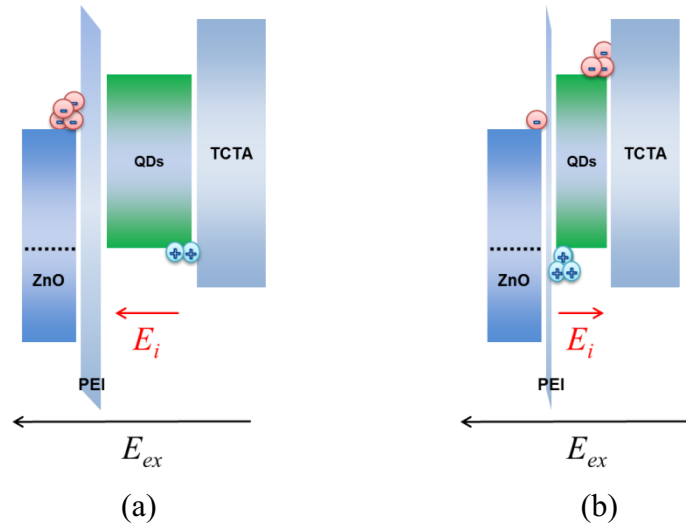 QDs
TCTA
ZnO
E_i
PEI
E_ex
(a)
QDs
TCTA
ZnO
E_i
PEI
E_ex
(b)